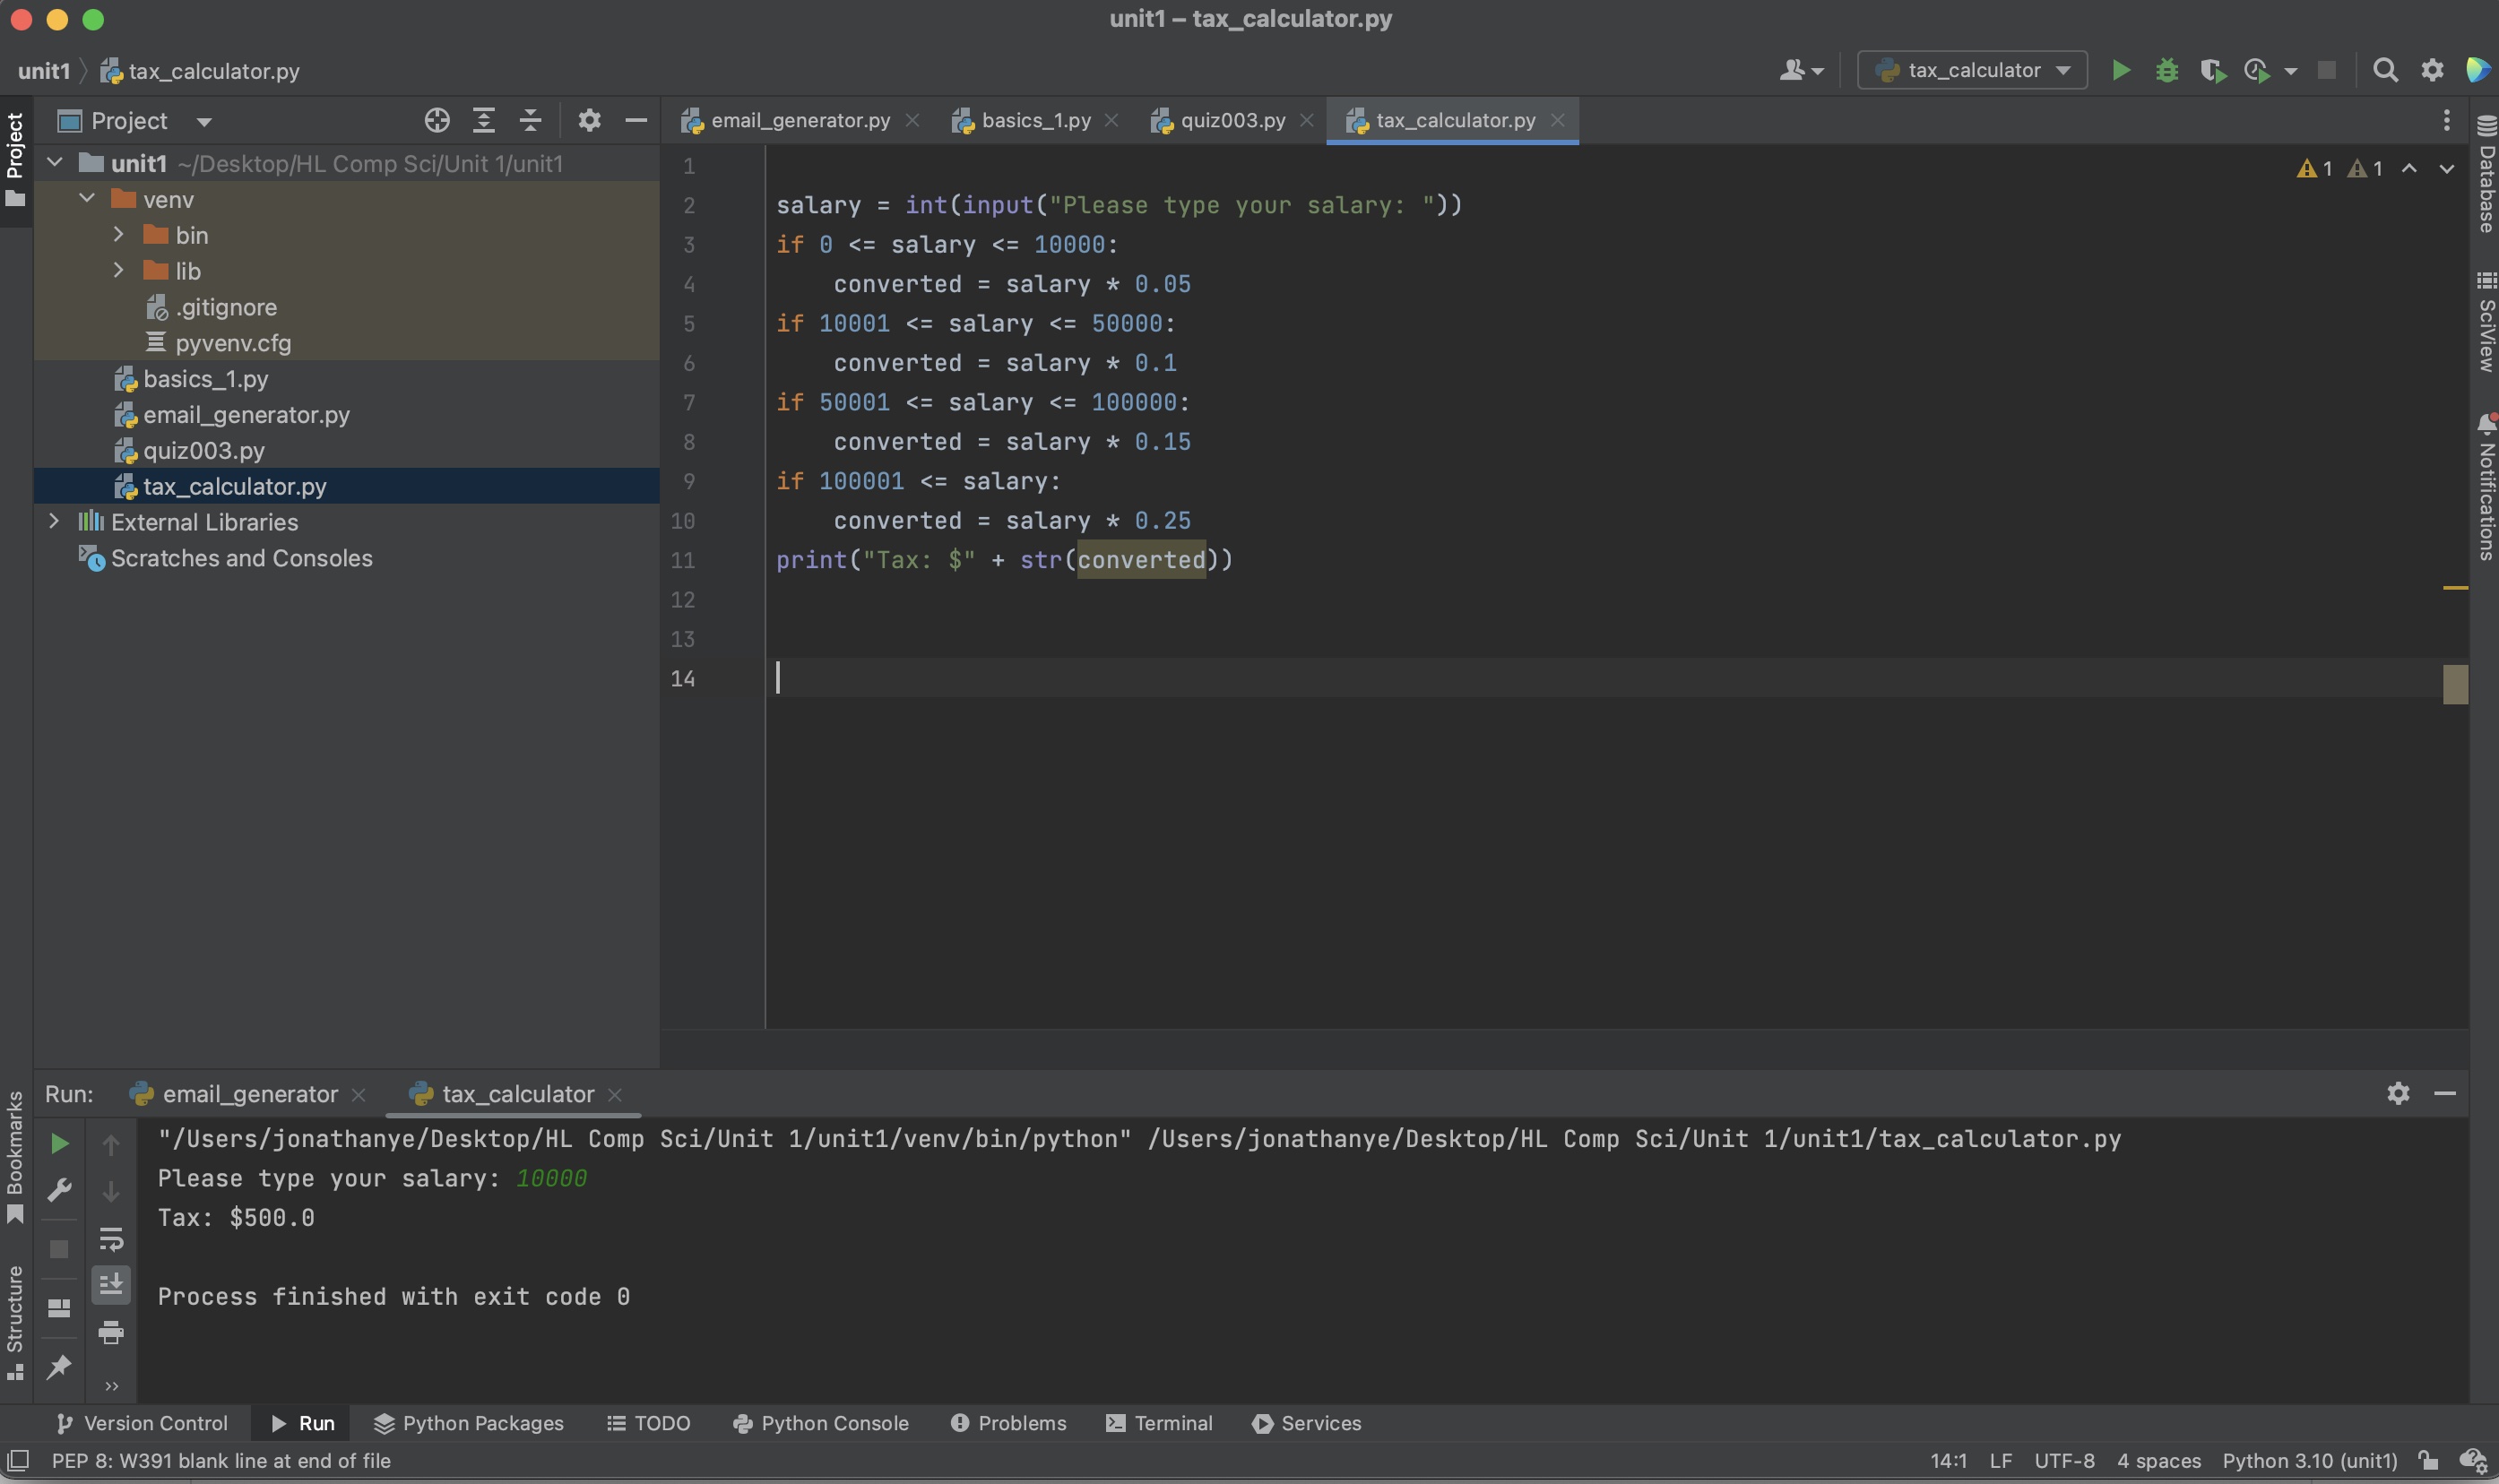 unit1 – tax_calculator.py
unit1 tax_calculator.py
tax_calculator
Project
Project
email_generator.py
basics_1.py
quiz003.py
tax_calculator.py
unit1 ~/Desktop/HL Comp Sci/Unit 1/unit1
venv
bin
lib
.gitignore
pyvenv.cfg
basics_1.py
email_generator.py
quiz003.py
tax_calculator.py
External Libraries
Scratches and Consoles
1
2 salary = int(input("Please type your salary: "))
3 if 0 <= salary <= 10000:
4     converted = salary * 0.05
5 if 10001 <= salary <= 50000:
6     converted = salary * 0.1
7 if 50001 <= salary <= 100000:
8     converted = salary * 0.15
9 if 100001 <= salary:
10     converted = salary * 0.25
11 print("Tax: $" + str(converted))
12
13
14
1 1
Database
SciView
Notifications
Run: email_generator tax_calculator
"/Users/jonathanye/Desktop/HL Comp Sci/Unit 1/unit1/venv/bin/python" /Users/jonathanye/Desktop/HL Comp Sci/Unit 1/unit1/tax_calculator.py
Please type your salary: 10000
Tax: $500.0
Process finished with exit code 0
Bookmarks
Structure
Version Control Run Python Packages TODO Python Console Problems Terminal Services
PEP 8: W391 blank line at end of file 14:1 LF UTF-8 4 spaces Python 3.10 (unit1)